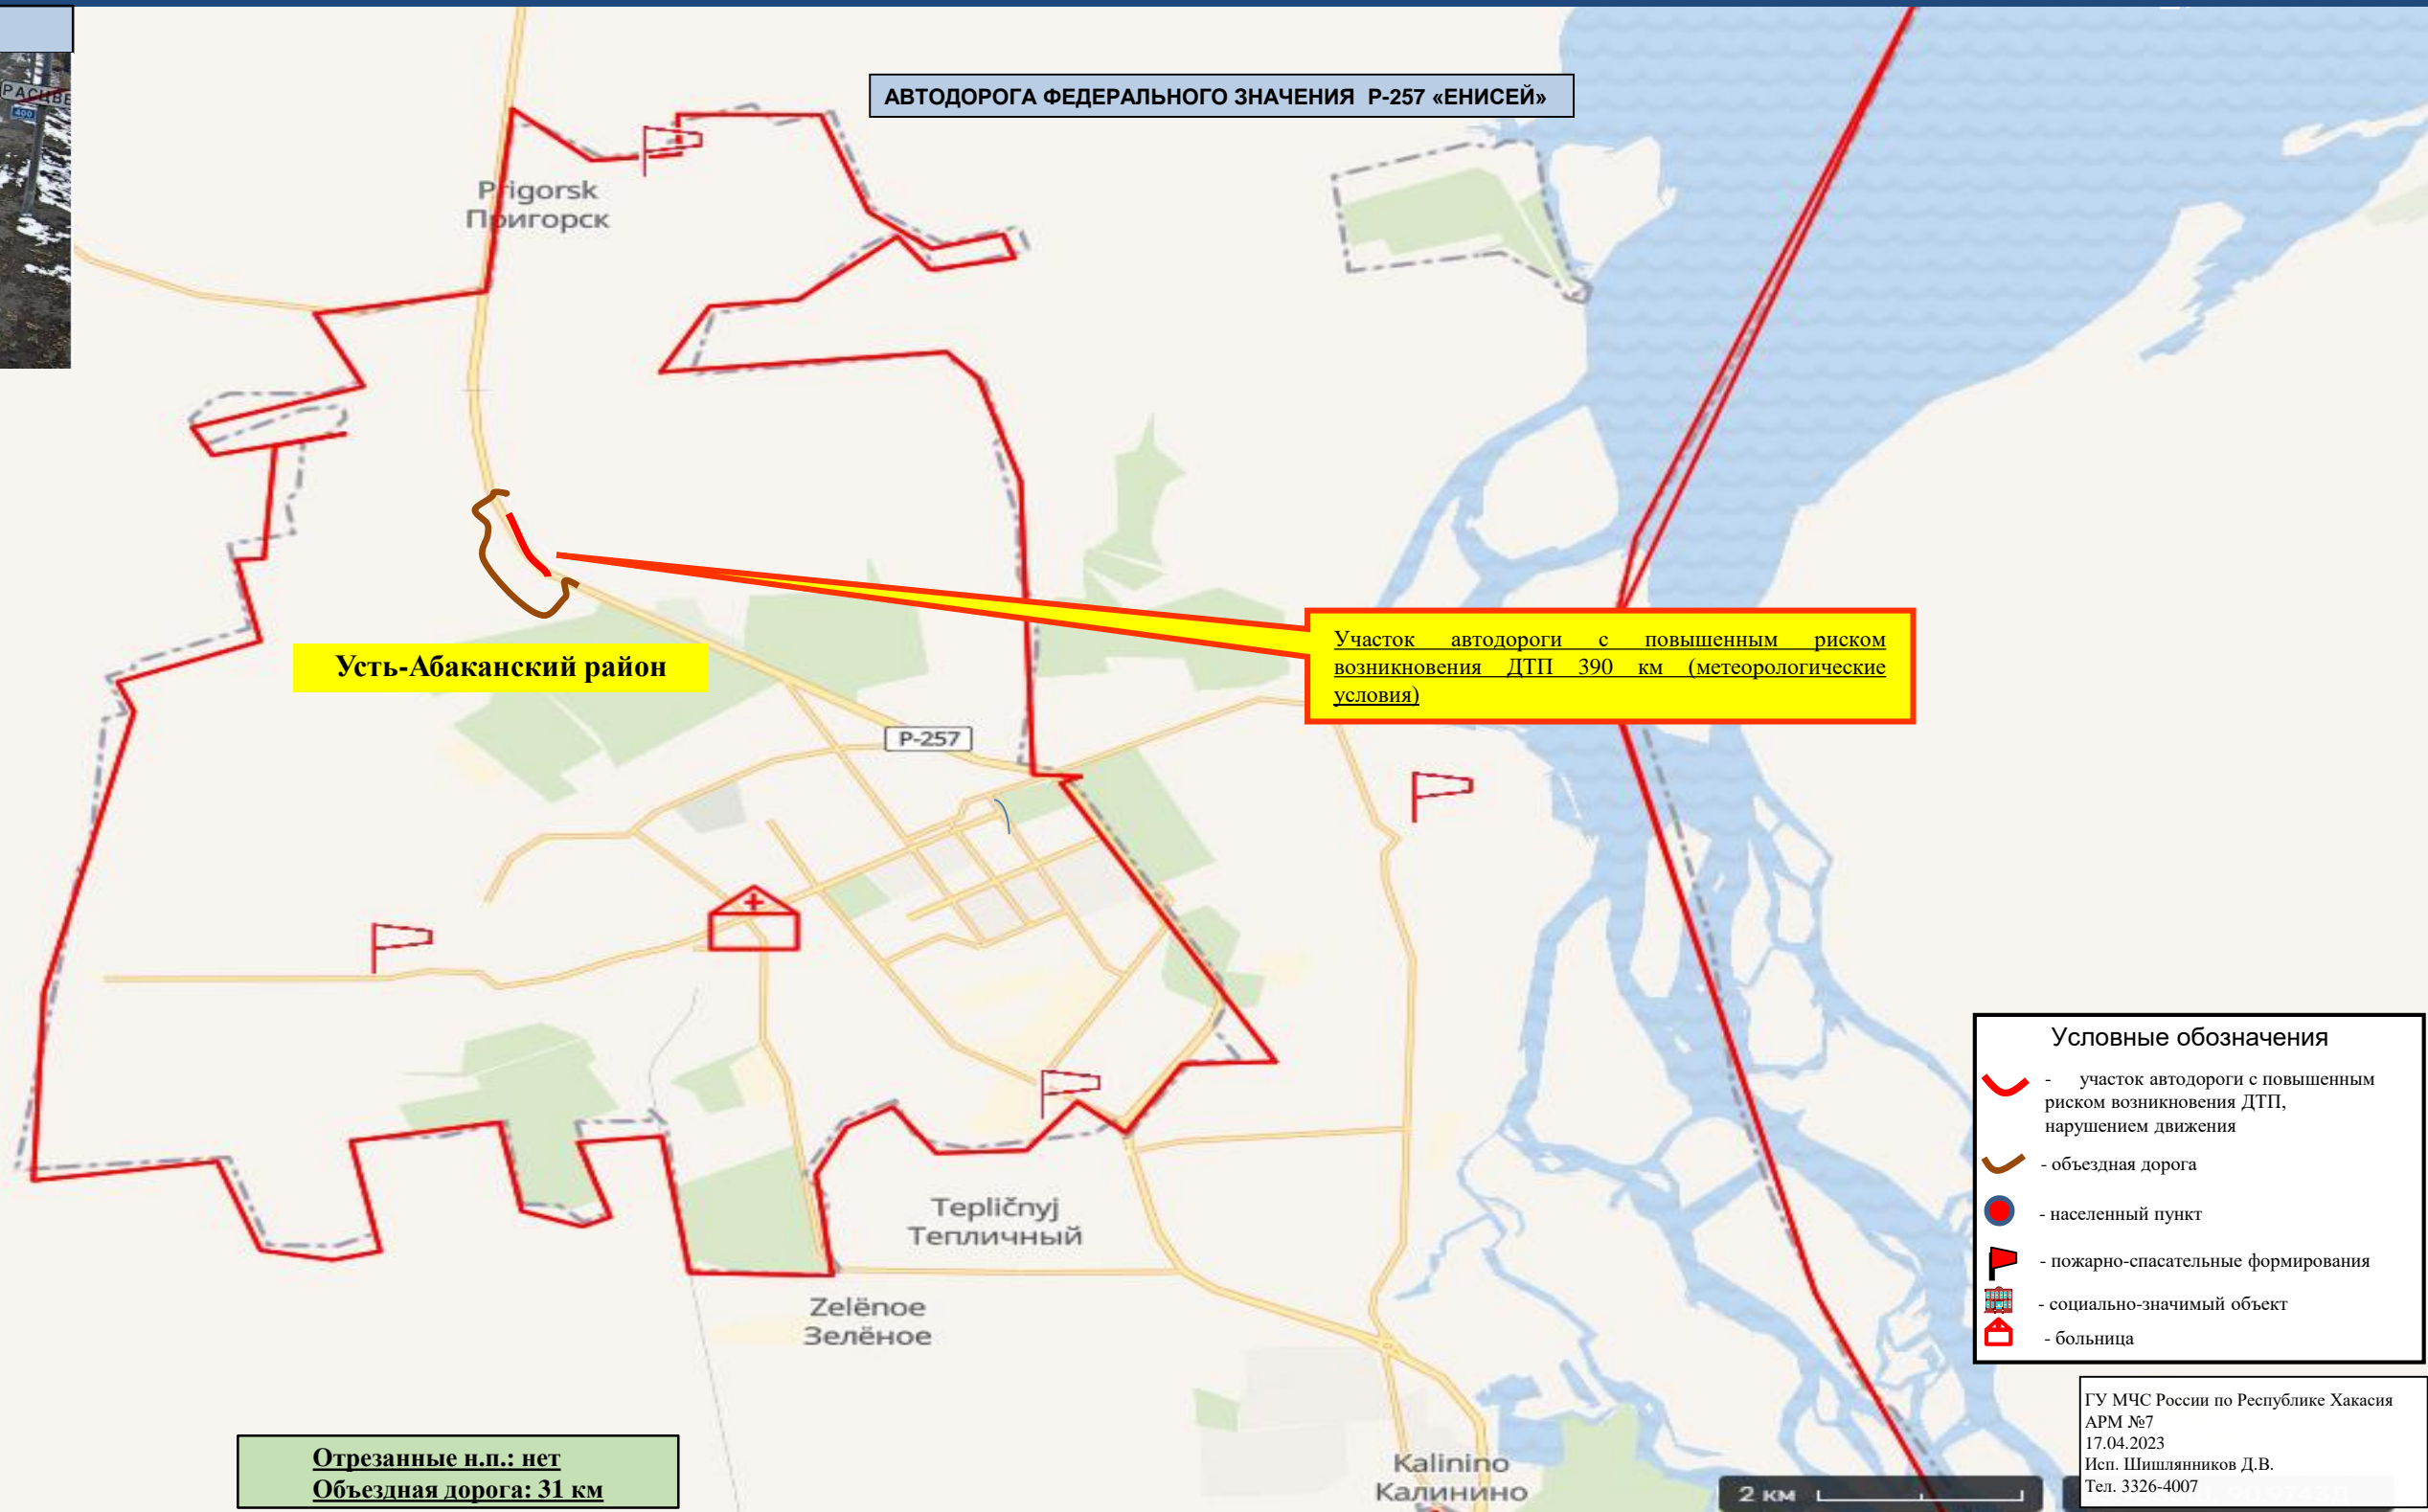 РАСЦВЕ
400
АВТОДОРОГА ФЕДЕРАЛЬНОГО ЗНАЧЕНИЯ Р-257 «ЕНИСЕЙ»
Prigorsk
Пригорск
Усть-Абаканский район
Участок автодороги с повышенным риском
возникновения ДТП 390 км (метеорологические
условия)
Р-257
Tepličnyj
Тепличный
Zelënoe
Зелёное
Kalinino
Калинино
Отрезанные н.п.: нет
Объездная дорога: 31 км
Условные обозначения
- участок автодороги с повышенным
риском возникновения ДТП,
нарушением движения
- объездная дорога
- населенный пункт
- пожарно-спасательные формирования
- социально-значимый объект
- больница
ГУ МЧС России по Республике Хакасия
АРМ №7
17.04.2023
Исп. Шишлянников Д.В.
Тел. 3326-4007
2 км